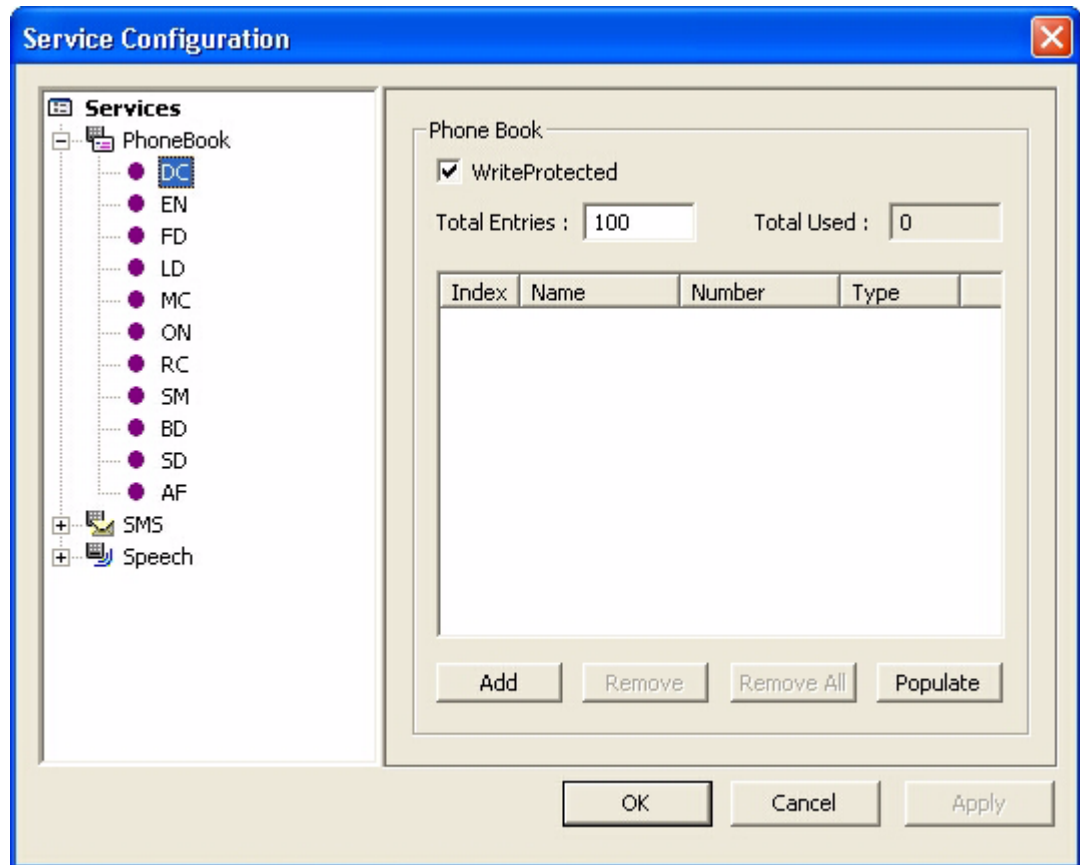 Service Configuration
Services
PhoneBook
DC
EN
FD
LD
MC
ON
RC
SM
BD
SD
AF
SMS
Speech
Phone Book
WriteProtected
Total Entries : 100 Total Used : 0
Index Name Number Type
Add Remove Remove All Populate
OK Cancel Apply